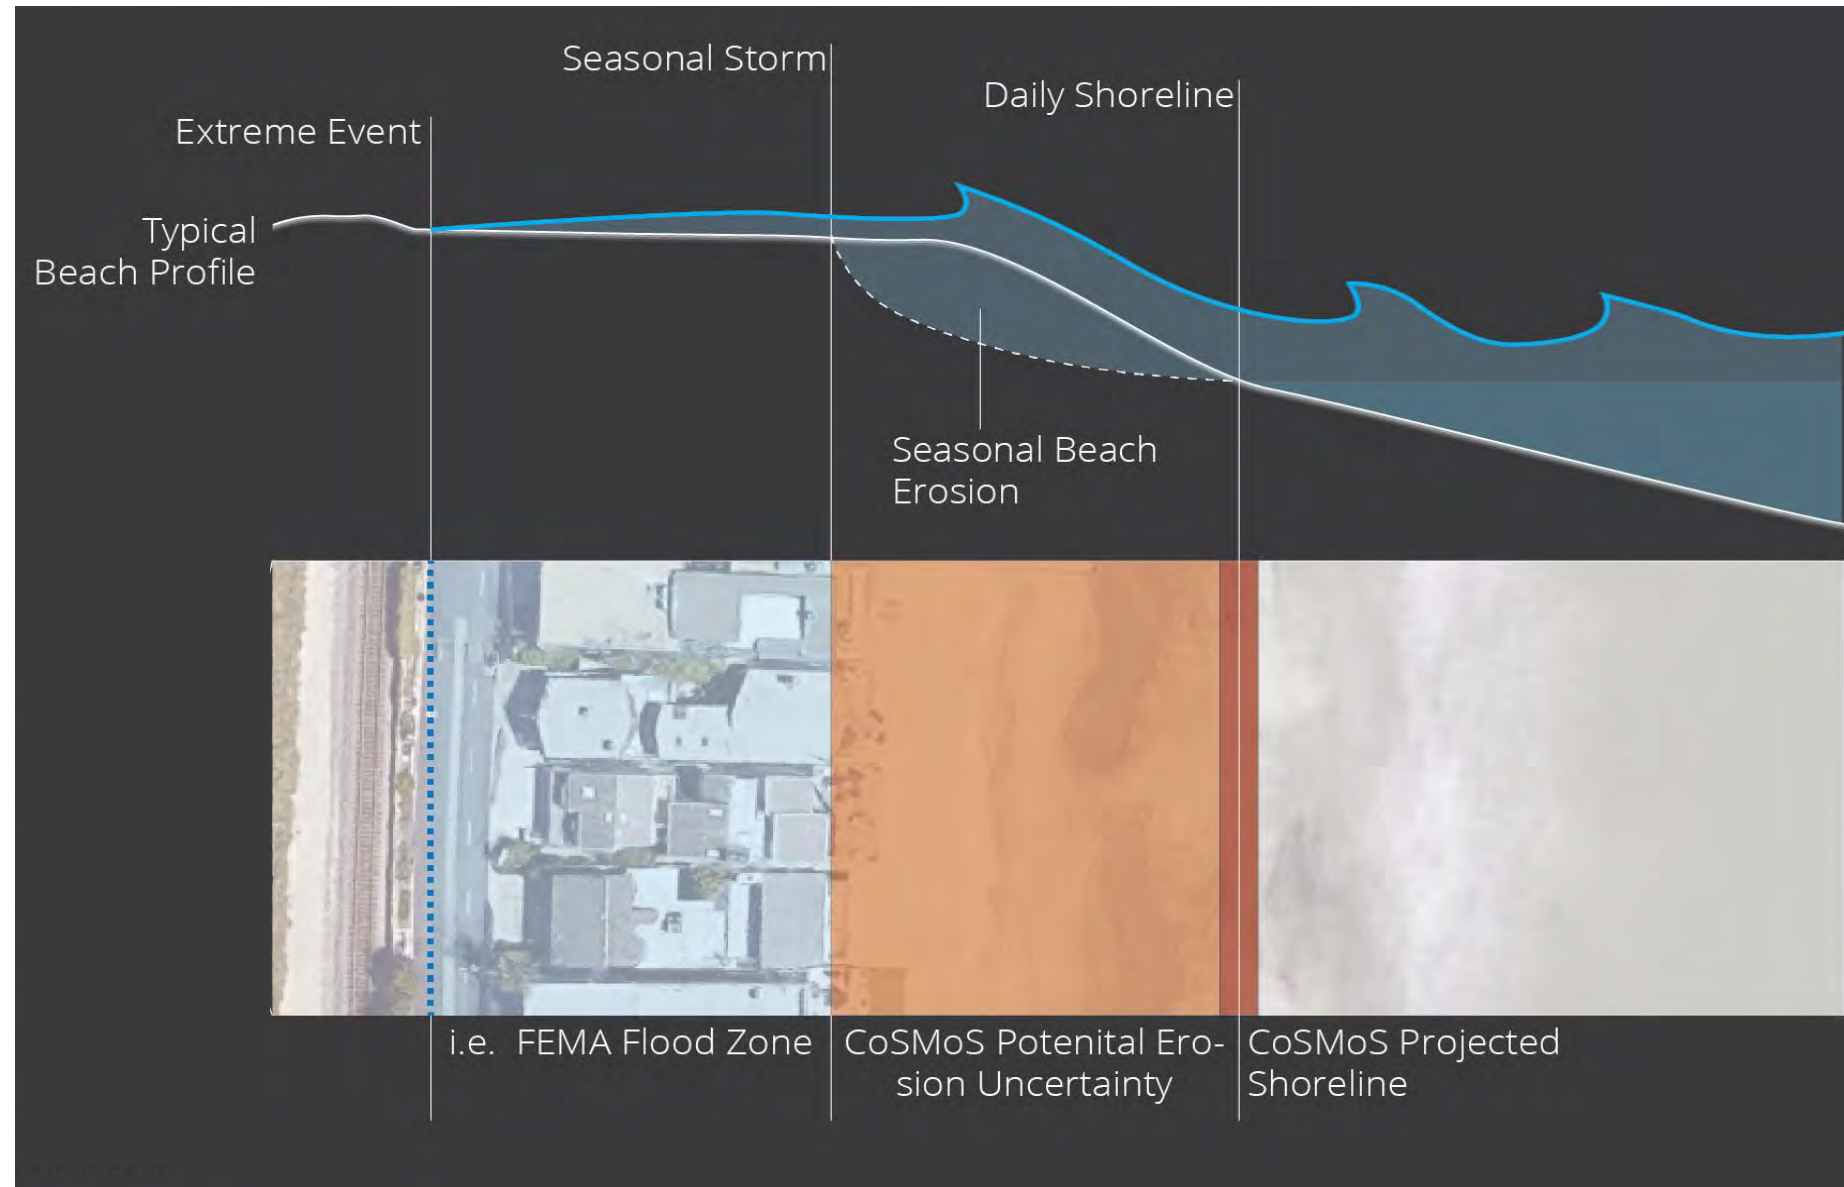 Seasonal Storm
Daily Shoreline
Extreme Event
Typical
Beach Profile
Seasonal Beach
Erosion
i.e. FEMA Flood Zone
CoSMoS Potenital Ero-
sion Uncertainty
CoSMoS Projected
Shoreline